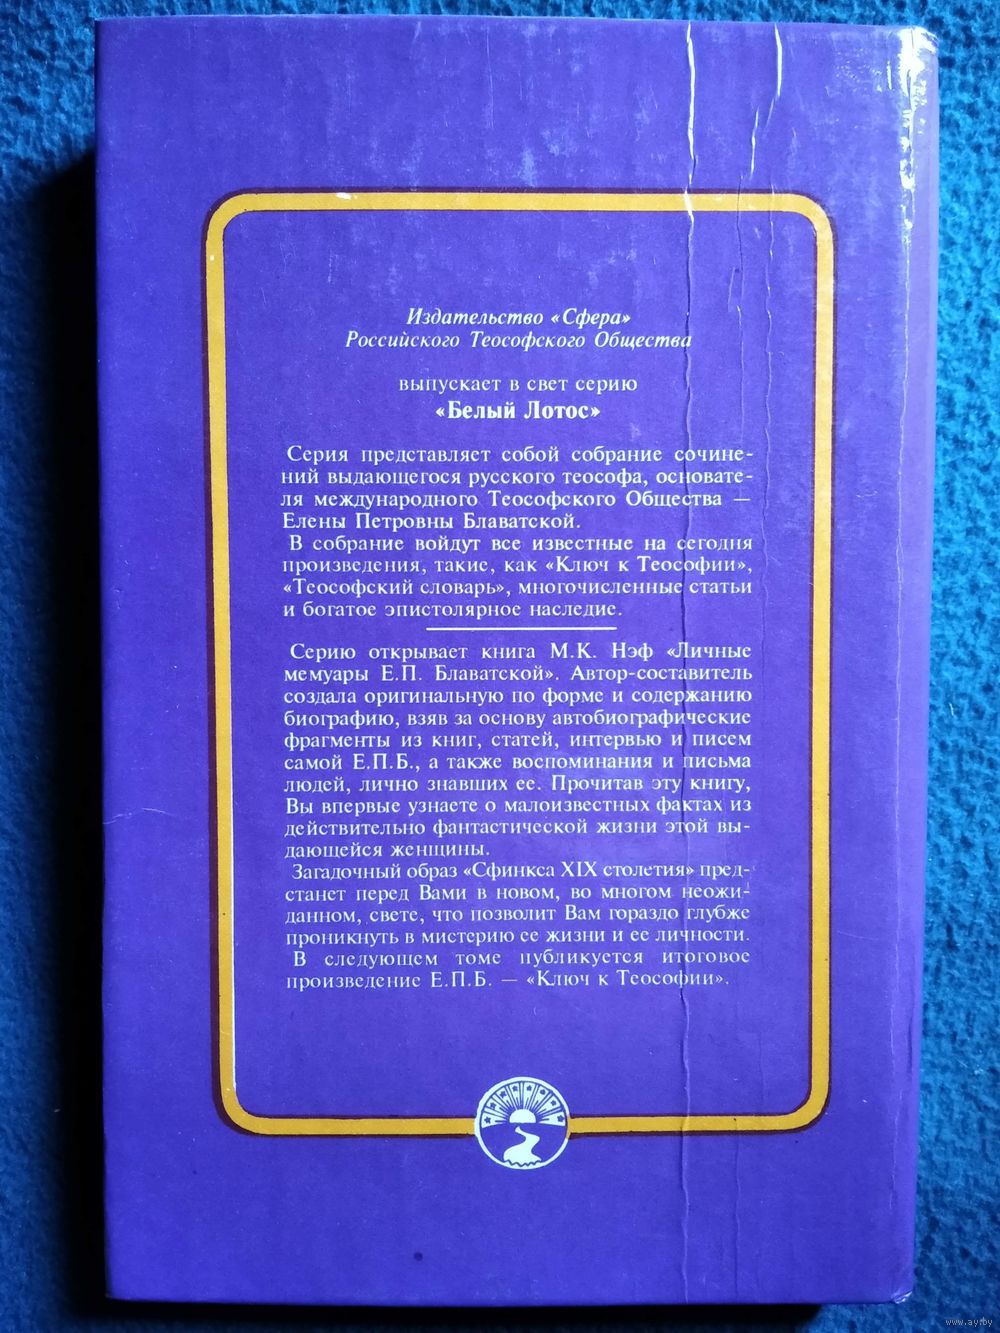 Издательство «Сфера»
Российского Теософского Общества
выпускает в свет серию
«Белый Лотос»
Серия представляет собой собрание сочине-
ний выдающегося русского теософа, основате-
ля международного Теософского Общества —
Елены Петровны Блаватской.
В собрание войдут все известные на сегодня
произведения, такие, как «Ключ к Теософии»,
«Теософский словарь», многочисленные статьи
и богатое эпистолярное наследие.
Серию открывает книга М.К. Нэф «Личные
мемуары Е.П. Блаватской». Автор-составитель
создала оригинальную по форме и содержанию
биографию, взяв за основу автобиографические
фрагменты из книг, статей, интервью и писем
самой Е.П.Б., а также воспоминания и письма
людей, лично знавших ее. Прочитав эту книгу,
Вы впервые узнаете о малоизвестных фактах из
действительно фантастической жизни этой вы-
дающейся женщины.
Загадочный образ «Сфинкса XIX столетия» пред-
станет перед Вами в новом, во многом неожи-
данном, свете, что позволит Вам гораздо глубже
проникнуть в мистерию ее жизни и ее личности.
В следующем томе публикуется итоговое
произведение Е.П.Б. — «Ключ к Теософии».
www.ay.by